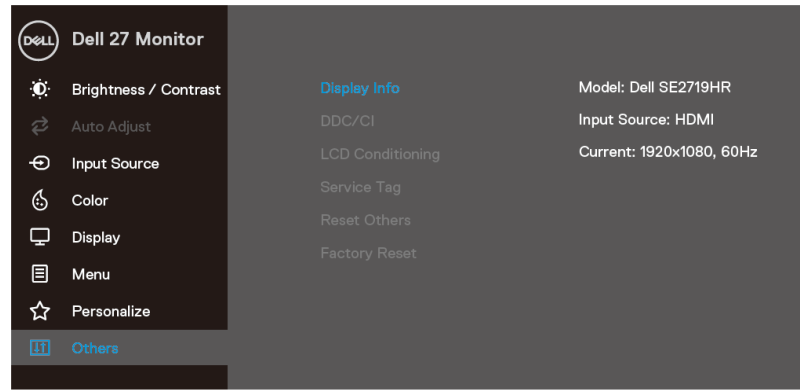 DELL
Dell 27 Monitor
Brightness / Contrast
Auto Adjust
Input Source
Color
Display
Menu
Personalize
Others
Display Info
DDC/CI
LCD Conditioning
Service Tag
Reset Others
Factory Reset
Model: Dell SE2719HR
Input Source: HDMI
Current: 1920x1080, 60Hz